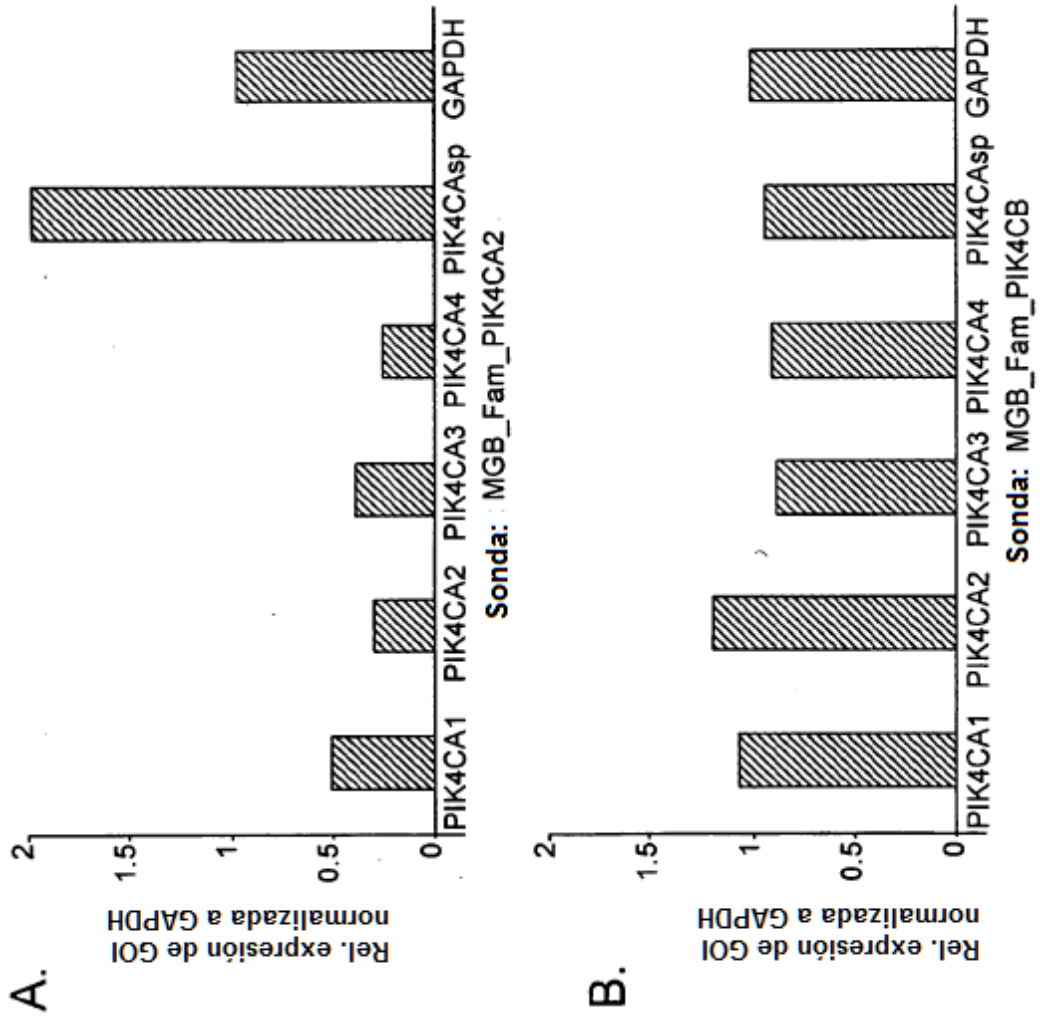 A.
Rel. expresión de GOI
normalizada a GAPDH
2
1.5
1
0.5
0
PIK4CA1 PIK4CA2 PIK4CA3 PIK4CA4 PIK4CAsp GAPDH
Sonda: MGB_Fam_PIK4CA2
B.
Rel. expresión de GOI
normalizada a GAPDH
2
1.5
1
0.5
0
PIK4CA1 PIK4CA2 PIK4CA3 PIK4CA4 PIK4CAsp GAPDH
Sonda: MGB_Fam_PIK4CB